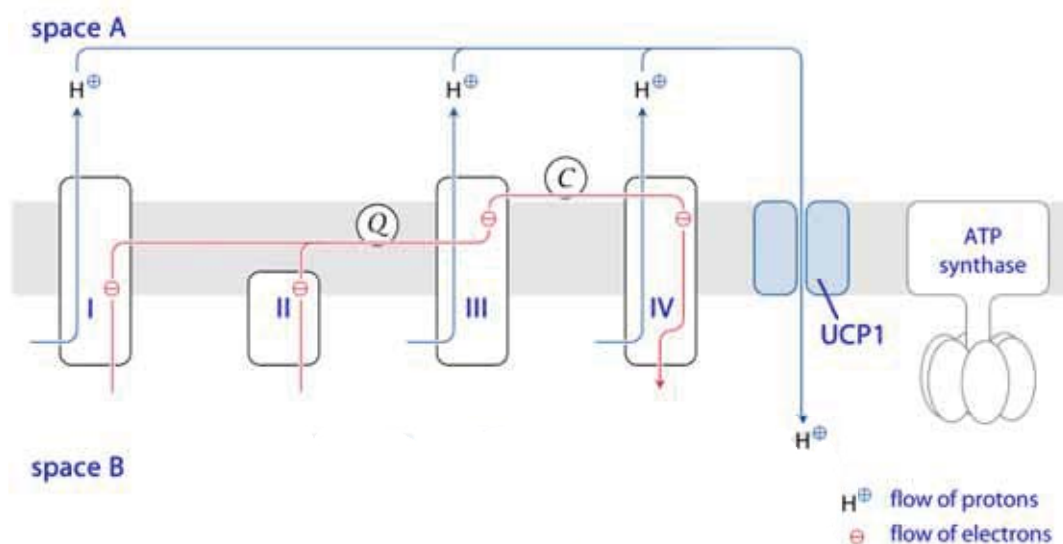 space A
H⊕
H⊕
H⊕
C
Q
ATP
synthase
I
II
III
IV
UCP1
H⊕
space B
H⊕ flow of protons
⊖ flow of electrons